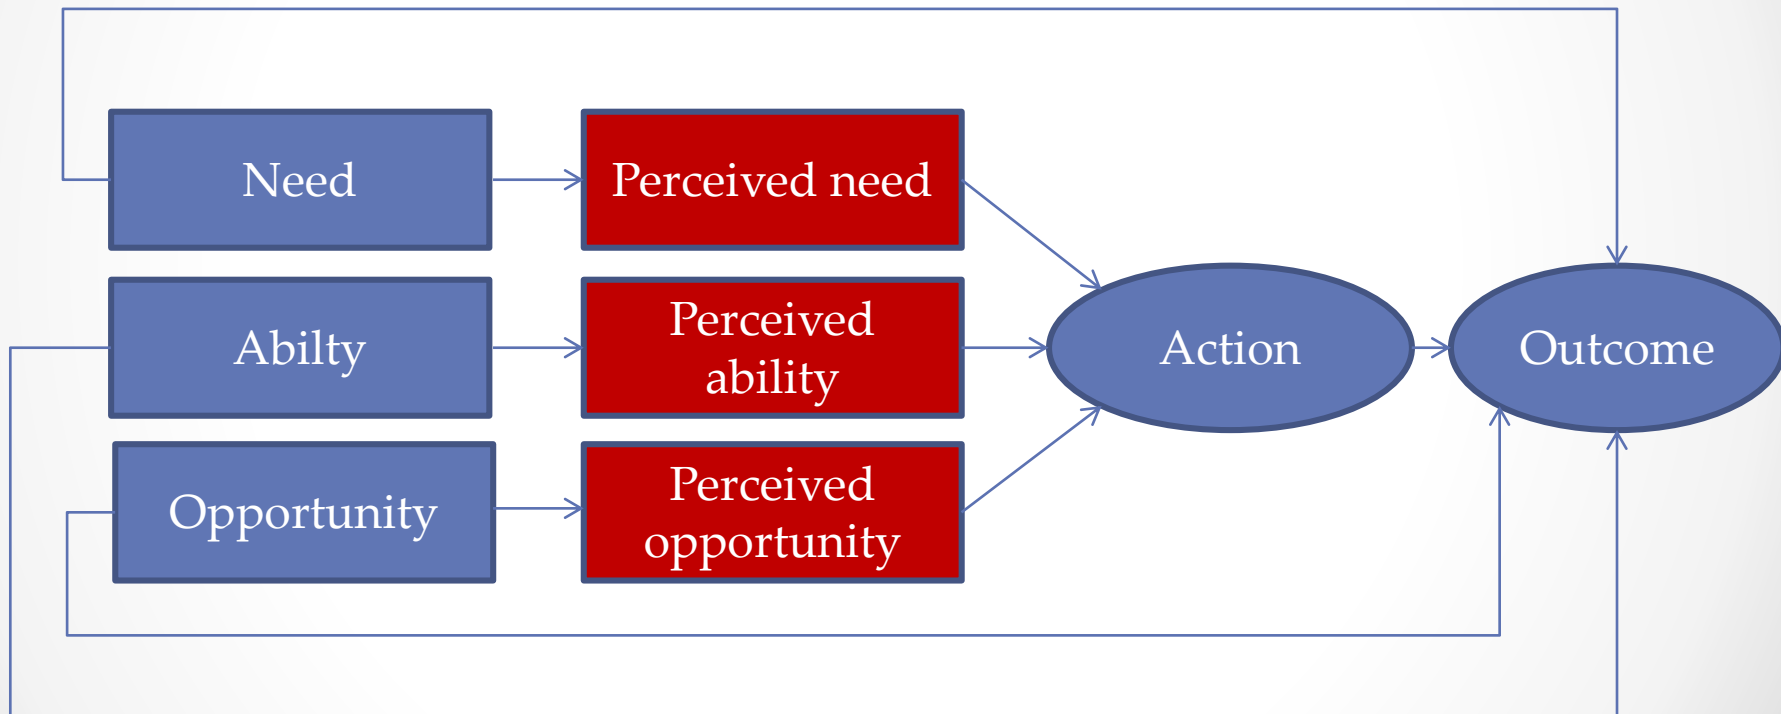 Need
Perceived need
Abilty
Perceived
ability
Action
Outcome
Opportunity
Perceived
opportunity